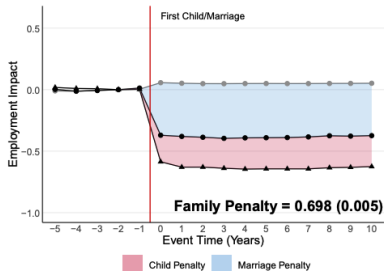 First Child/Marriage
0.5
0.0
−0.5
−1.0
Employment Impact
Family Penalty = 0.698 (0.005)
−5 −4 −3 −2 −1 0 1 2 3 4 5 6 7 8 9 10
Event Time (Years)
Child Penalty Marriage Penalty